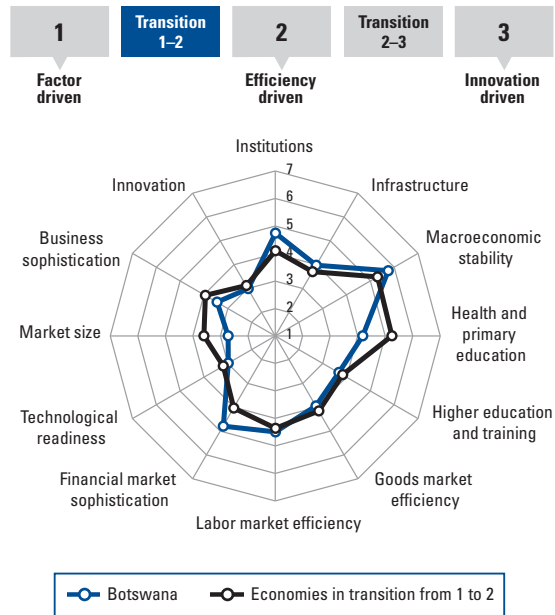 1
Transition
1–2
2
Transition
2–3
3
Factor
driven
Efficiency
driven
Innovation
driven
Institutions
7
6
5
4
3
2
1
Innovation
Infrastructure
Business
sophistication
Macroeconomic
stability
Market size
Health and
primary
education
Technological
readiness
Higher education
and training
Financial market
sophistication
Goods market
efficiency
Labor market efficiency
Botswana
Economies in transition from 1 to 2